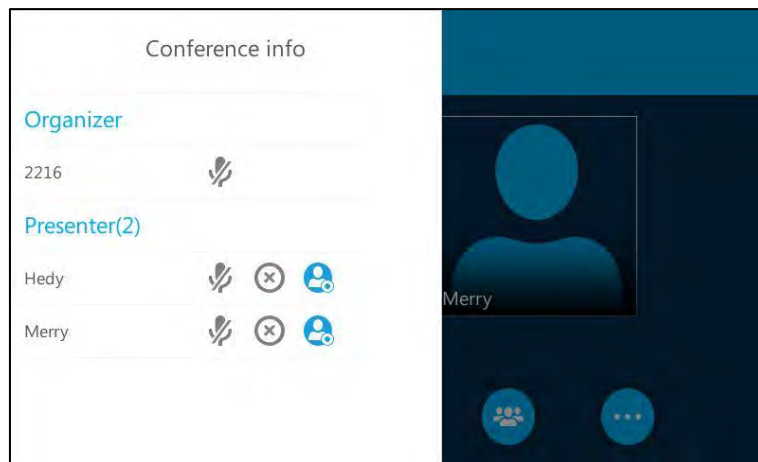 Conference info
Organizer
2216
Presenter(2)
Hedy
Merry
Merry